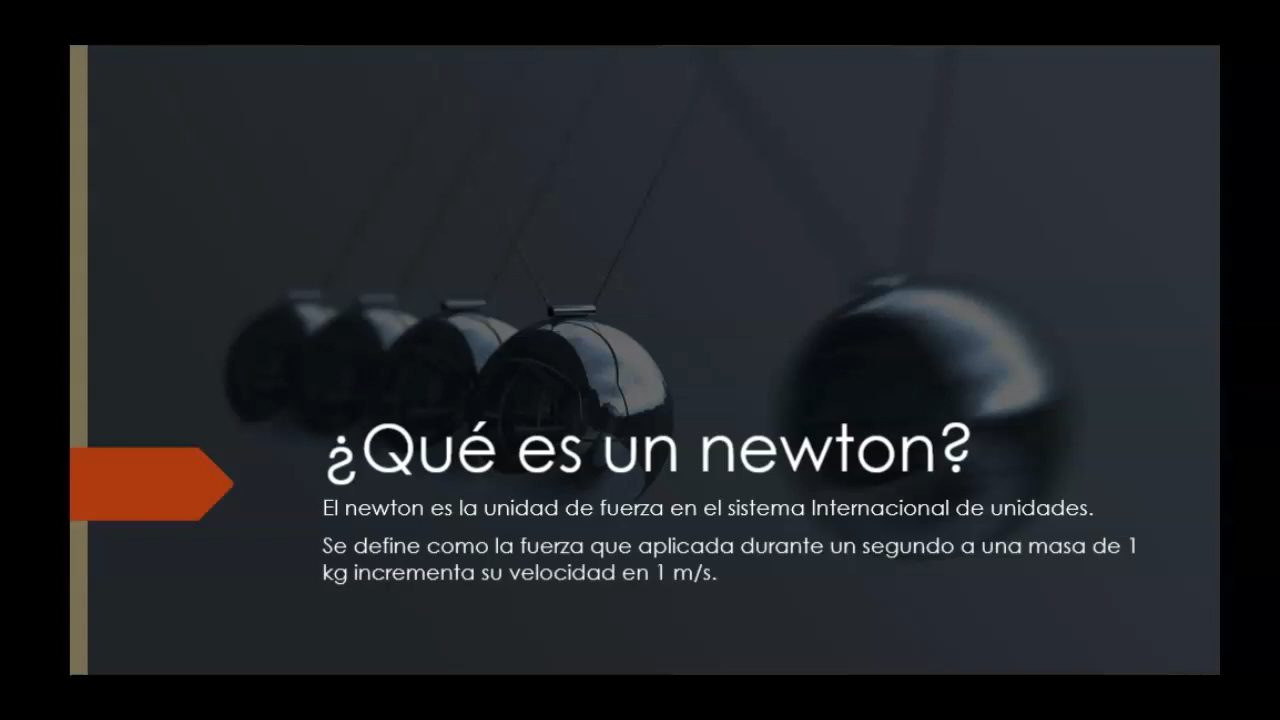 ¿Qué es un newton?
El newton es la unidad de fuerza en el sistema Internacional de unidades.
Se define como la fuerza que aplicada durante un segundo a una masa de 1
kg incrementa su velocidad en 1 m/s.